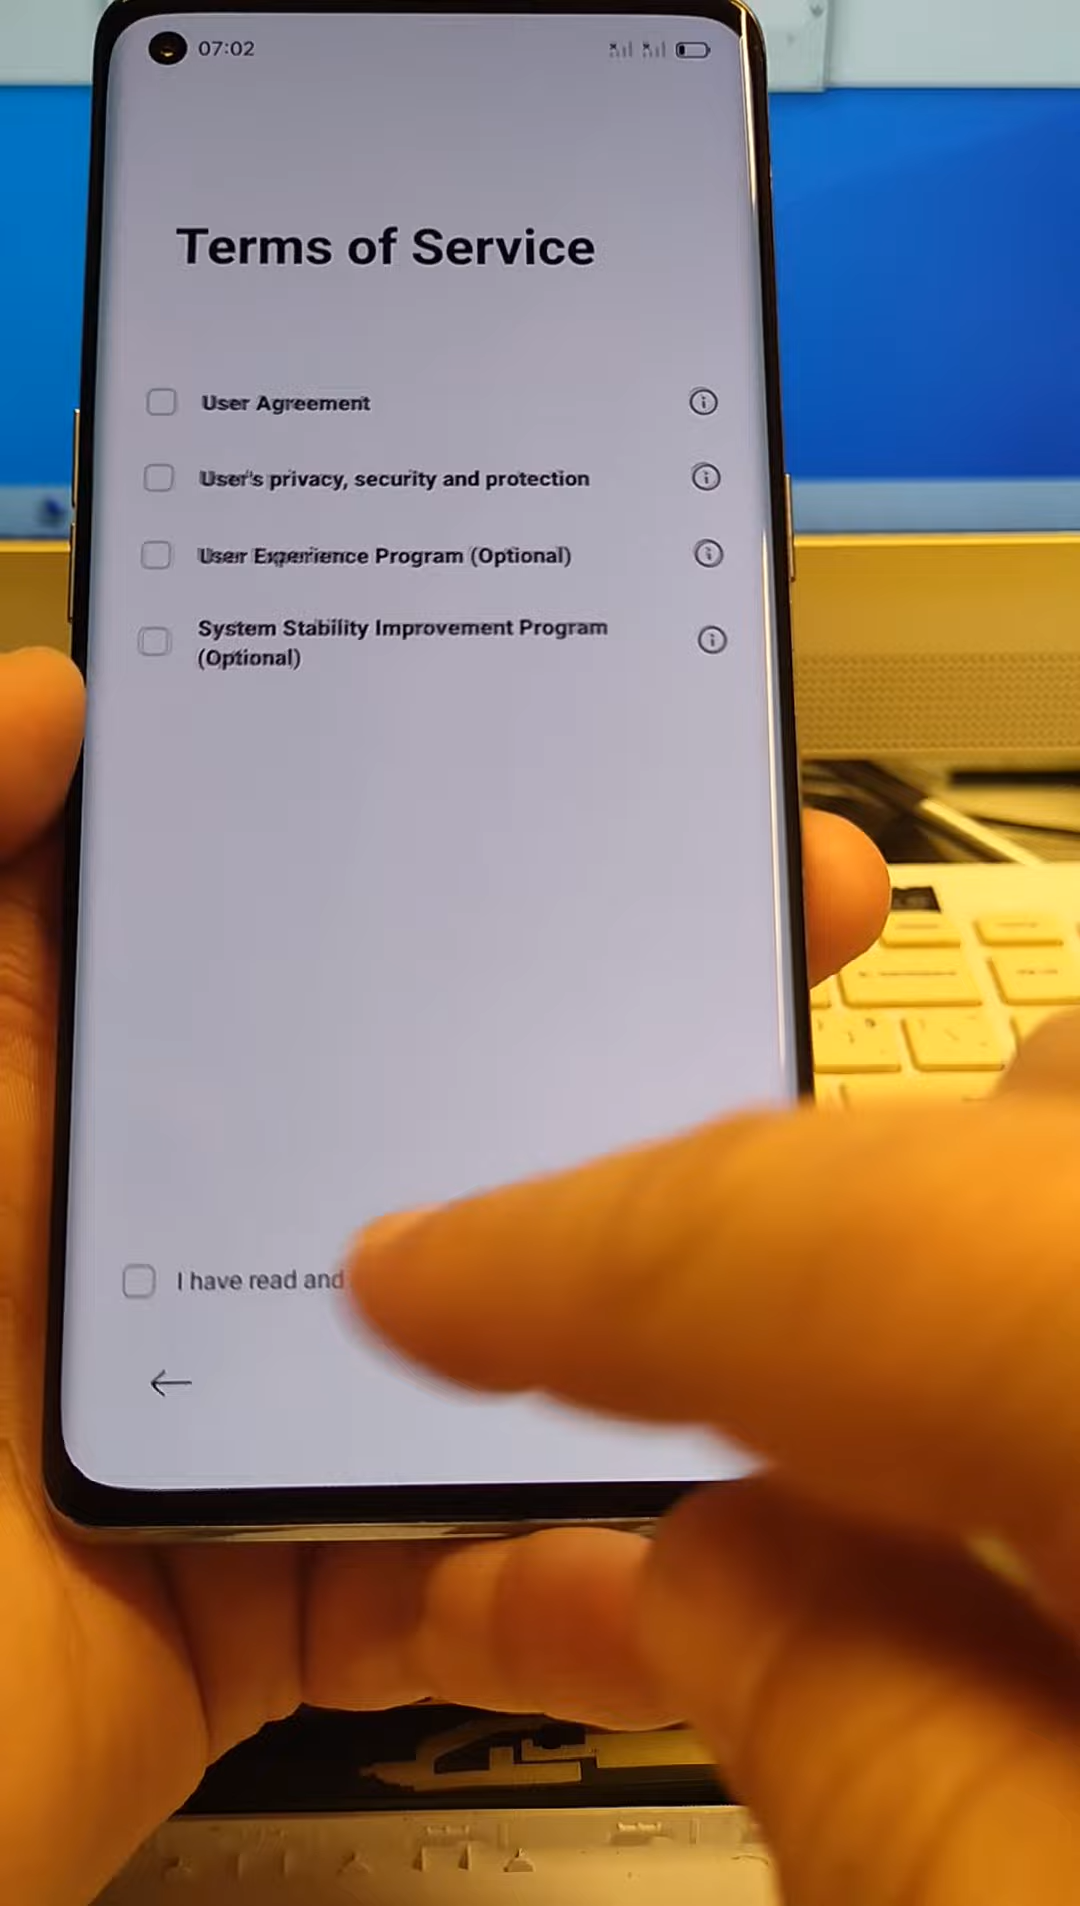 07:02
Terms of Service
User Agreement
User's privacy, security and protection
User Experience Program (Optional)
System Stability Improvement Program
(Optional)
I have read and